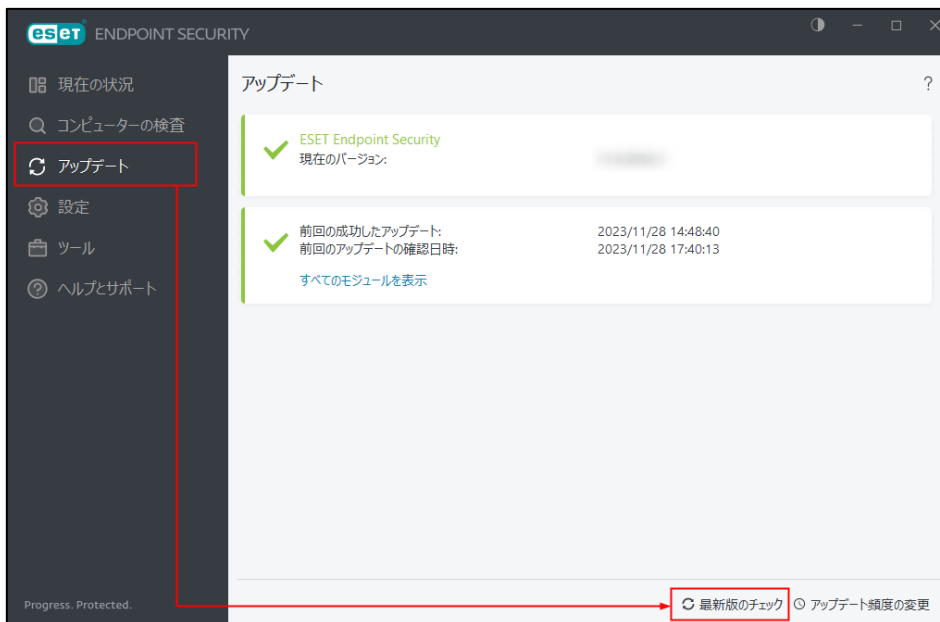 eset ENDPOINT SECURITY
現在の状況
コンピューターの検査
アップデート
設定
ツール
ヘルプとサポート
Progress. Protected.
アップデート
?
ESET Endpoint Security
現在のバージョン:
前回の成功したアップデート: 2023/11/28 14:48:40
前回のアップデートの確認日時: 2023/11/28 17:40:13
すべてのモジュールを表示
最新版のチェック アップデート頻度の変更